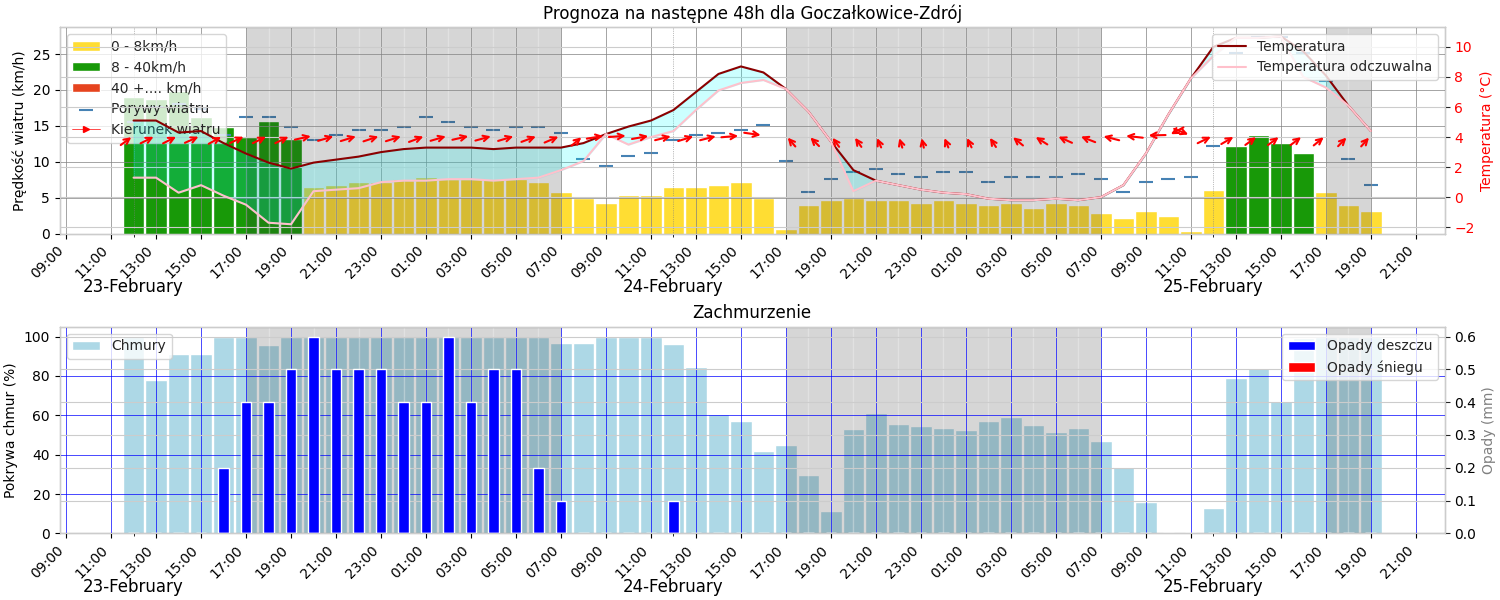 Prognoza na następne 48h dla Goczałkowice-Zdrój
Prędkość wiatru (km/h)
25
20
15
10
5
0
0 - 8km/h
8 - 40km/h
40 +.... km/h
Porywy wiatru
Kierunek wiatru
Temperatura
Temperatura odczuwalna
10
8
6
4
2
0
−2
Temperatura (°C)
09:00 11:00 13:00 15:00 17:00 19:00 21:00 23:00 01:00 03:00 05:00 07:00 09:00 11:00 13:00 15:00 17:00 19:00 21:00 23:00 01:00 03:00 05:00 07:00 09:00 11:00 13:00 15:00 17:00 19:00 21:00
23-February 24-February 25-February
Zachmurzenie
Pokrywa chmur (%)
100
80
60
40
20
0
Chmury
Opady deszczu
Opady śniegu
0.6
0.5
0.4
0.3
0.2
0.1
0.0
Opady (mm)
09:00 11:00 13:00 15:00 17:00 19:00 21:00 23:00 01:00 03:00 05:00 07:00 09:00 11:00 13:00 15:00 17:00 19:00 21:00 23:00 01:00 03:00 05:00 07:00 09:00 11:00 13:00 15:00 17:00 19:00 21:00
23-February 24-February 25-February